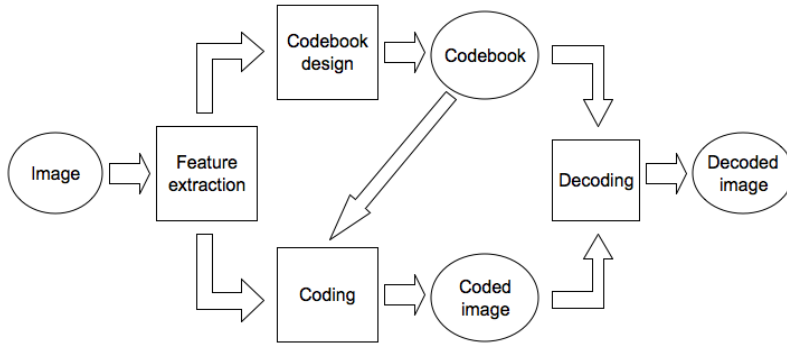 Codebook
design
Codebook
Image
Feature
extraction
Decoding
Decoded
image
Coding
Coded
image